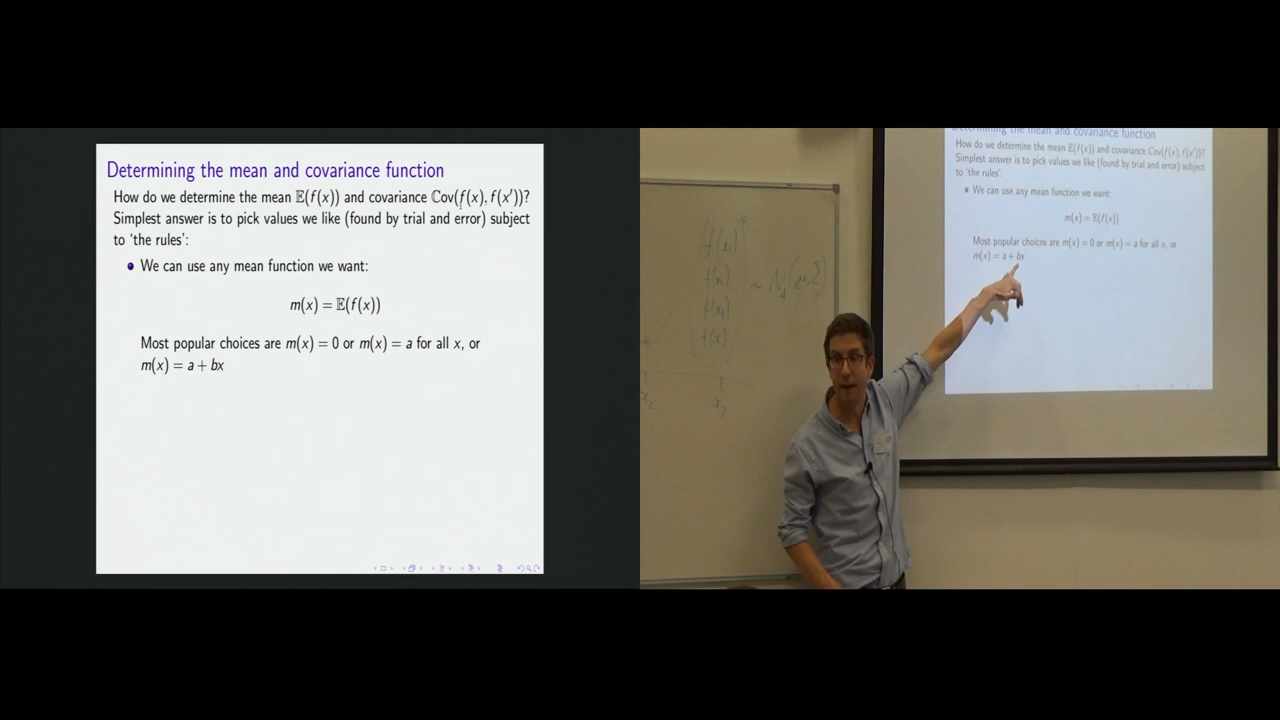 Determining the mean and covariance function
How do we determine the mean 𝔼(f(x)) and covariance ℂov(f(x), f(x′))?
Simplest answer is to pick values we like (found by trial and error) subject
to ‘the rules’:
• We can use any mean function we want:
m(x) = 𝔼(f(x))
Most popular choices are m(x) = 0 or m(x) = a for all x, or
m(x) = a + bx
f(x₁)
f(x)
x₃
Determining the mean and covariance function
How do we determine the mean 𝔼(f(x)) and covariance ℂov(f(x), f(x′))?
Simplest answer is to pick values we like (found by trial and error) subject
to ‘the rules’:
• We can use any mean function we want:
m(x) = 𝔼(f(x))
Most popular choices are m(x) = 0 or m(x) = a for all x, or
m(x) = a + bx